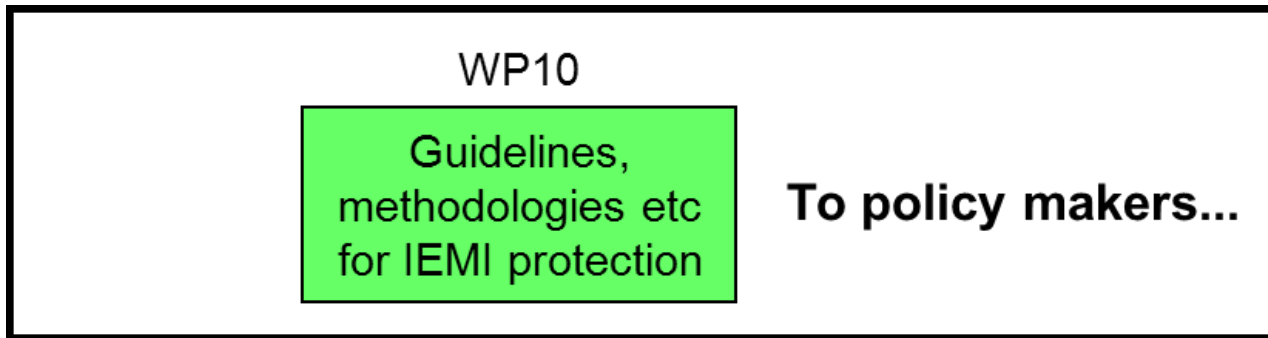 WP10
Guidelines,
methodologies etc
for IEMI protection
To policy makers...